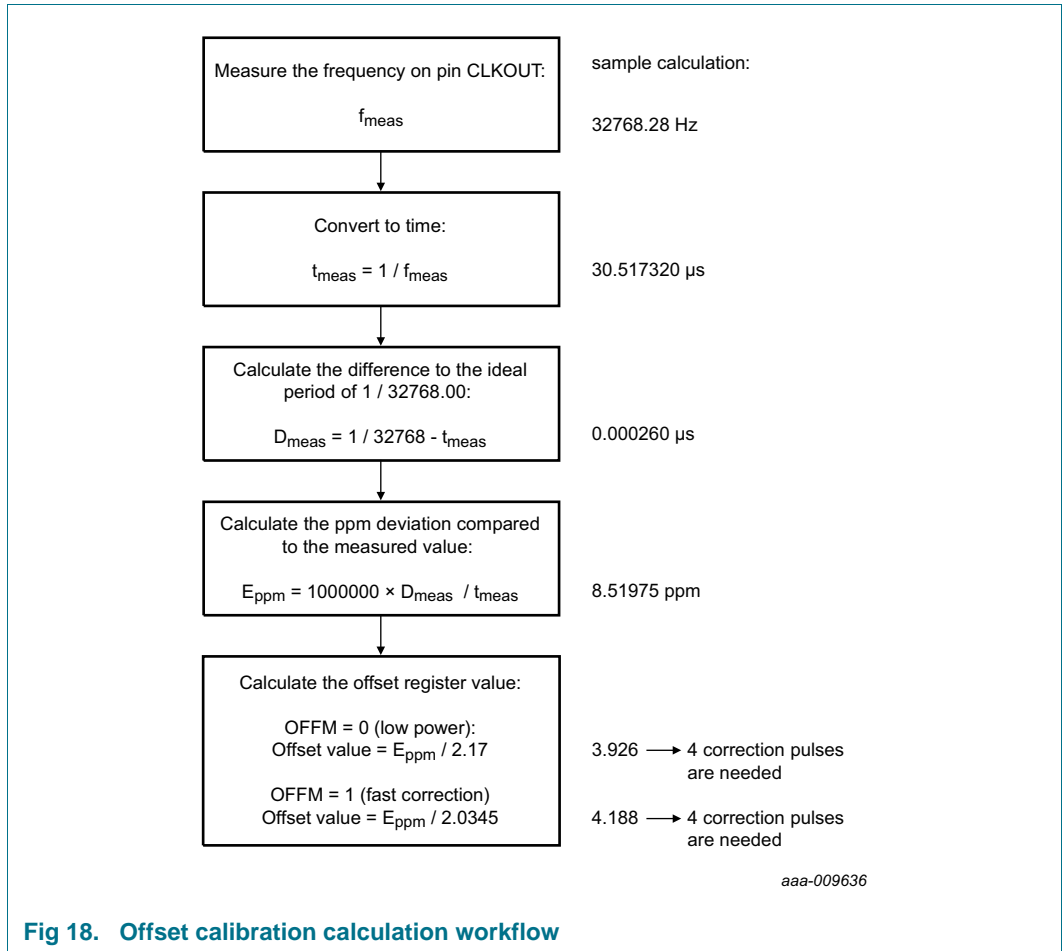 Measure the frequency on pin CLKOUT:
fmeas
sample calculation:
32768.28 Hz
Convert to time:
tmeas = 1 / fmeas
30.517320 µs
Calculate the difference to the ideal
period of 1 / 32768.00:
Dmeas = 1 / 32768 - tmeas
0.000260 µs
Calculate the ppm deviation compared
to the measured value:
Eppm = 1000000 × Dmeas / tmeas
8.51975 ppm
Calculate the offset register value:
OFFM = 0 (low power):
Offset value = Eppm / 2.17
3.926 → 4 correction pulses
are needed
OFFM = 1 (fast correction)
Offset value = Eppm / 2.0345
4.188 → 4 correction pulses
are needed
aaa-009636
Fig 18. Offset calibration calculation workflow